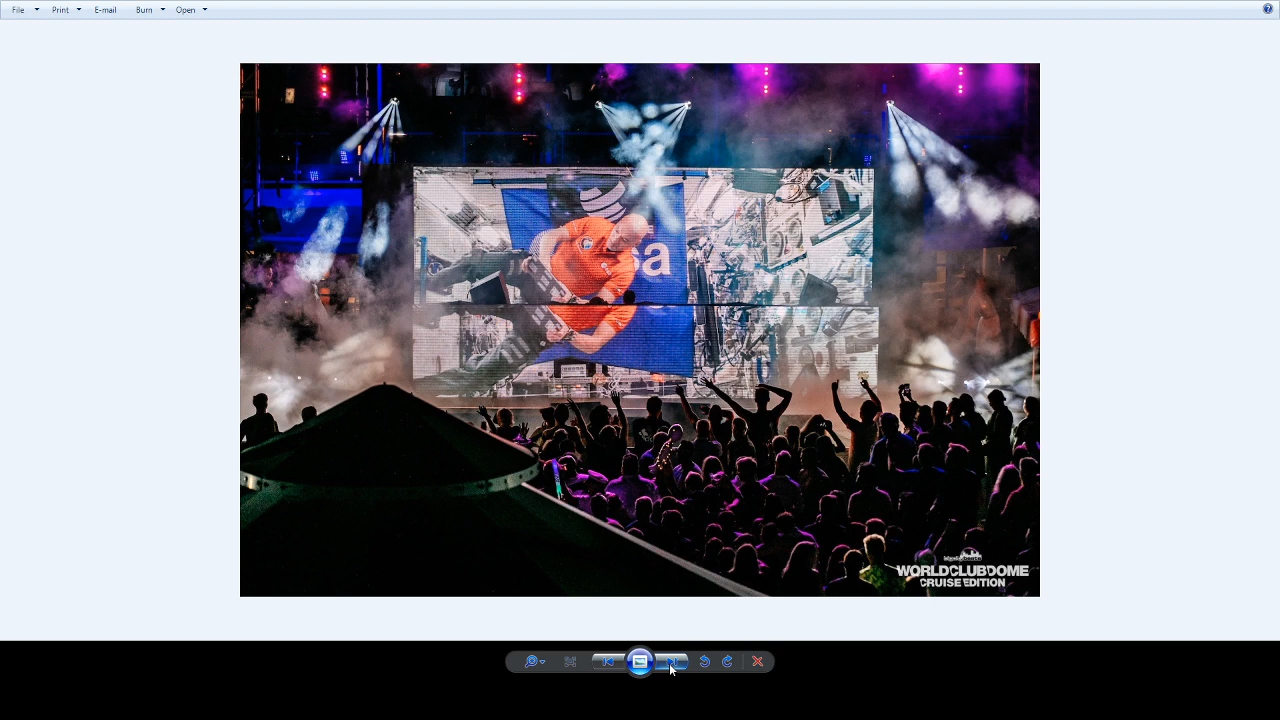 File
Print
E-mail
Burn
Open
sa
WORLDCLUBDOME
CRUISE EDITION